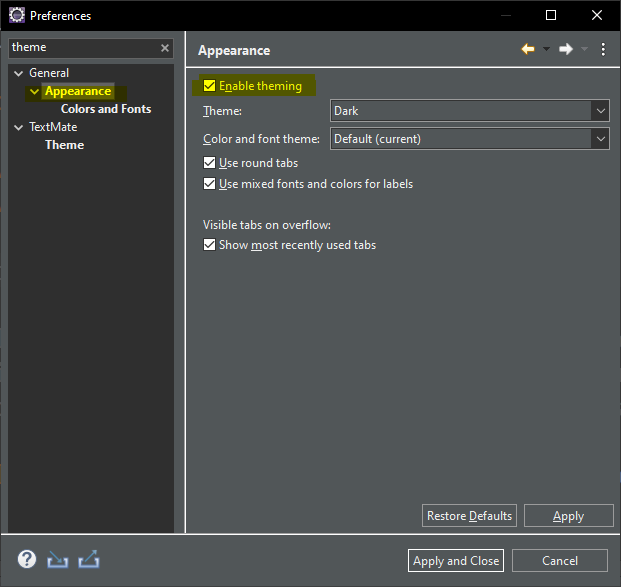 Preferences
theme
General
Appearance
Colors and Fonts
TextMate
Theme
Appearance
Enable theming
Theme: Dark
Color and font theme: Default (current)
Use round tabs
Use mixed fonts and colors for labels
Visible tabs on overflow:
Show most recently used tabs
Restore Defaults Apply
Apply and Close Cancel